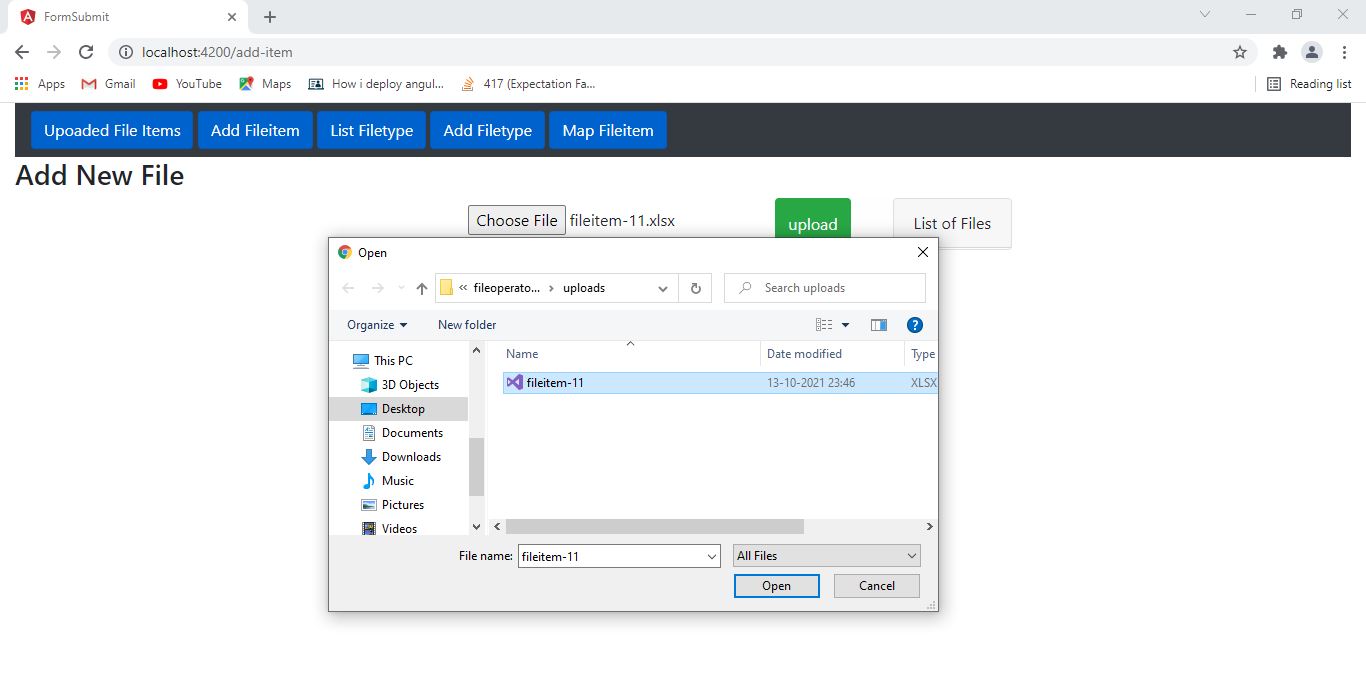 FormSubmit
localhost:4200/add-item
Apps Gmail YouTube Maps How i deploy angul... 417 (Expectation Fa... Reading list
Upoaded File Items Add Fileitem List Filetype Add Filetype Map Fileitem
Add New File
Choose File fileitem-11.xlsx upload List of Files
Open
« fileoperato... › uploads Search uploads
Organize New folder ?
Name Date modified Type
This PC
fileitem-11 13-10-2021 23:46 XLSX
3D Objects
Desktop
Documents
Downloads
Music
Pictures
Videos
File name: fileitem-11 All Files
Open Cancel